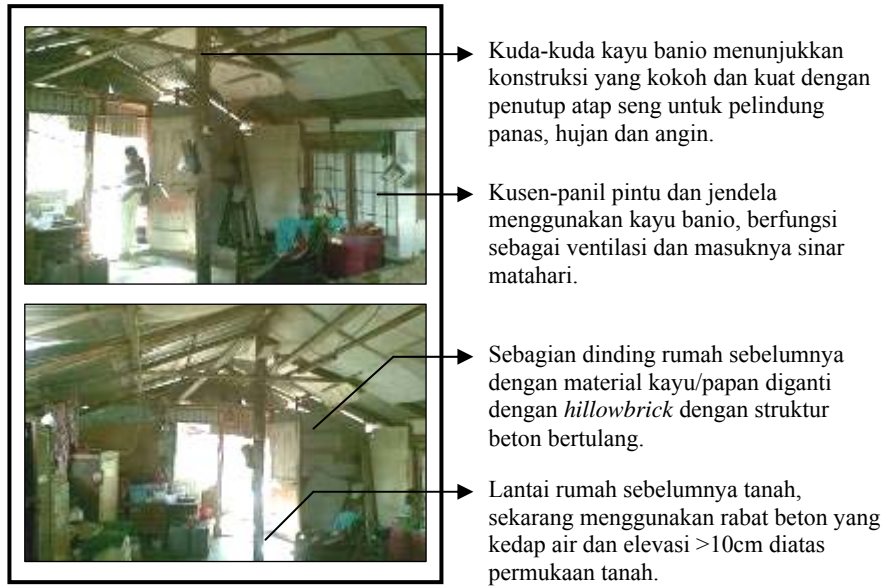 Kuda-kuda kayu banio menunjukkan
konstruksi yang kokoh dan kuat dengan
penutup atap seng untuk pelindung
panas, hujan dan angin.
Kusen-panil pintu dan jendela
menggunakan kayu banio, berfungsi
sebagai ventilasi dan masuknya sinar
matahari.
Sebagian dinding rumah sebelumnya
dengan material kayu/papan diganti
dengan hillowbrick dengan struktur
beton bertulang.
Lantai rumah sebelumnya tanah,
sekarang menggunakan rabat beton yang
kedap air dan elevasi >10cm diatas
permukaan tanah.